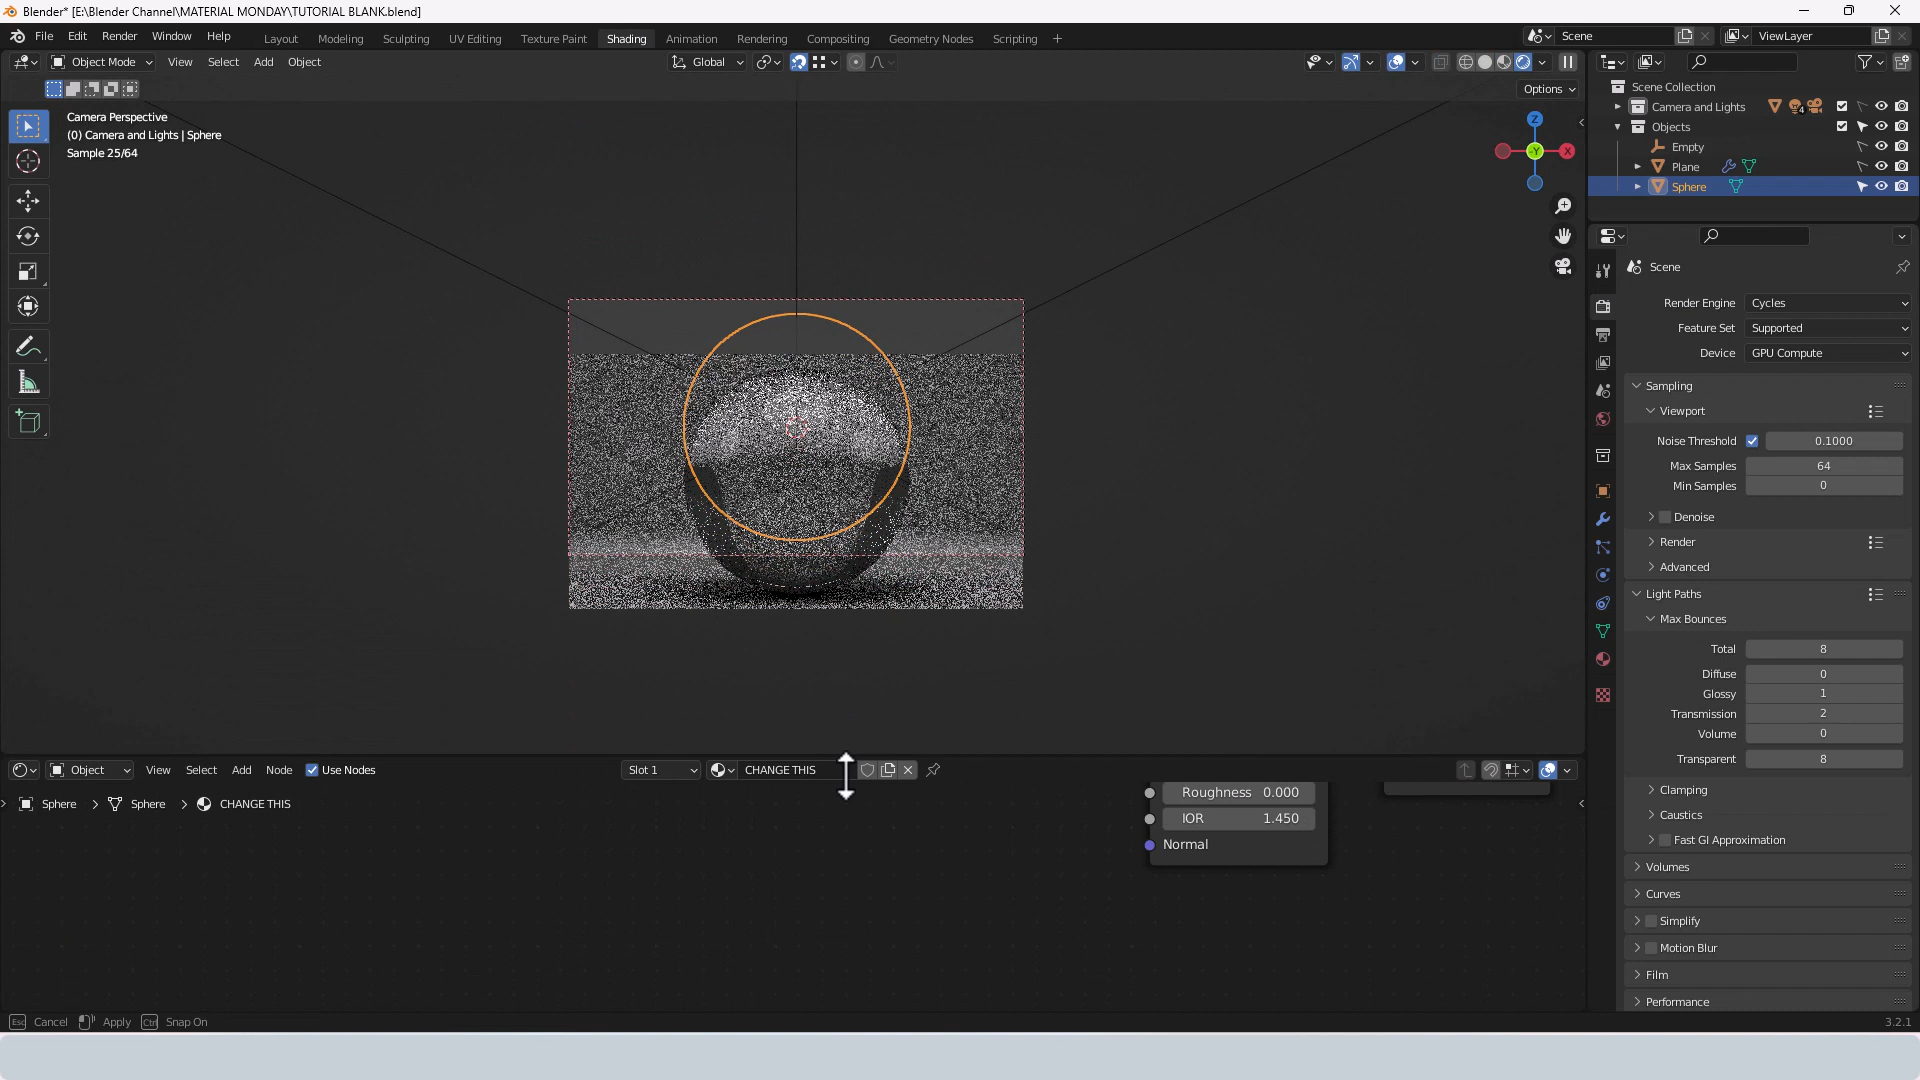 Blender* [E:\Blender Channel\MATERIAL MONDAY\TUTORIAL BLANK.blend]
File Edit Render Window Help
Layout Modeling Sculpting UV Editing Texture Paint Shading Animation Rendering Compositing Geometry Nodes Scripting +
Scene
ViewLayer
Object Mode View Select Add Object
Global
Options
Camera Perspective
(0) Camera and Lights | Sphere
Sample 25/64
Z
-Y
X
Scene Collection
Camera and Lights
4
Objects
Empty
Plane
Sphere
Scene
Render Engine Cycles
Feature Set Supported
Device GPU Compute
Sampling
Viewport
Noise Threshold 0.1000
Max Samples 64
Min Samples 0
Denoise
Render
Advanced
Light Paths
Max Bounces
Total 8
Diffuse 0
Glossy 1
Transmission 2
Volume 0
Transparent 8
Clamping
Caustics
Fast GI Approximation
Volumes
Curves
Simplify
Motion Blur
Film
Performance
Object View Select Add Node Use Nodes
Slot 1
CHANGE THIS
Sphere > Sphere > CHANGE THIS
Roughness 0.000
IOR 1.450
Normal
Esc Cancel Apply Ctrl Snap On
3.2.1